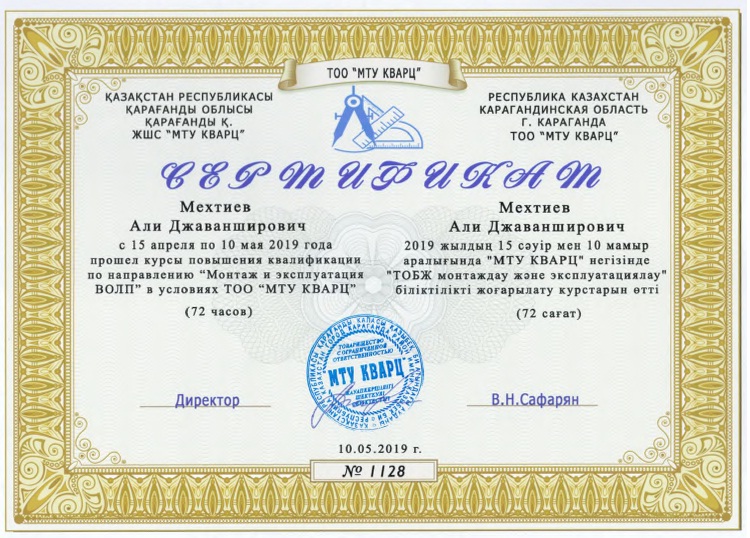 ТОО "МТУ КВАРЦ"
ҚАЗАҚСТАН РЕСПУБЛИКАСЫ
ҚАРАҒАНДЫ ОБЛЫСЫ
ҚАРАҒАНДЫ Қ.
ЖШС "МТУ КВАРЦ"
РЕСПУБЛИКА КАЗАХСТАН
КАРАГАНДИНСКАЯ ОБЛАСТЬ
Г. КАРАГАНДА
ТОО "МТУ КВАРЦ"
СЕРТИФИКАТ
Мехтиев
Али Джаванширович
с 15 апреля по 10 мая 2019 года
прошел курсы повышения квалификации
по направлению "Монтаж и эксплуатация
ВОЛП" в условиях ТОО "МТУ КВАРЦ"
(72 часов)
Мехтиев
Али Джаванширович
2019 жылдың 15 сәуір мен 10 мамыр
аралығында "МТУ КВАРЦ" негізінде
"ТОБЖ монтаждау және эксплуатациялау"
біліктілікті жоғарылату курстарын өтті
(72 сағат)
ТОВАРИЩЕСТВО
С ОГРАНИЧЕННОЙ
ОТВЕТСТВЕННОСТЬЮ
МТУ КВАРЦ
Директор
В.Н.Сафарян
10.05.2019 г.
№ 1128